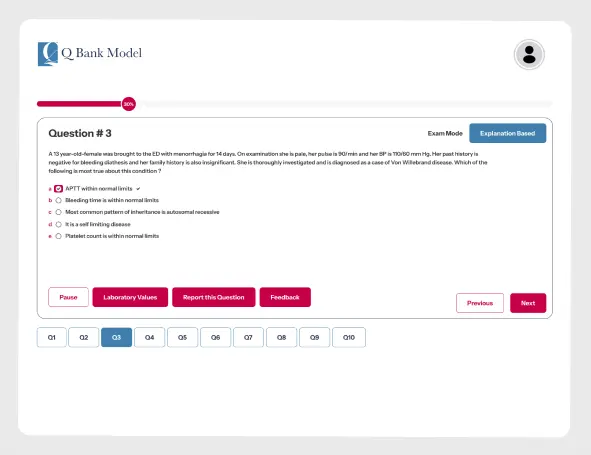 Q Bank Model
30%
Question # 3
Exam Mode
Explanation Based
A 13 year-old-female was brought to the ED with menorrhagia for 14 days. On examination she is pale, her pulse is 90/min and her BP is 110/60 mm Hg. Her past history is
negative for bleeding diathesis and her family history is also insignificant. She is thoroughly investigated and is diagnosed as a case of Von Willebrand disease. Which of the
following is most true about this condition ?
a APTT within normal limits
b Bleeding time is within normal limits
c Most common pattern of inheritance is autosomal recessive
d It is a self limiting disease
e Platelet count is within normal limits
Pause
Laboratory Values
Report this Question
Feedback
Previous
Next
Q1
Q2
Q3
Q4
Q5
Q6
Q7
Q8
Q9
Q10